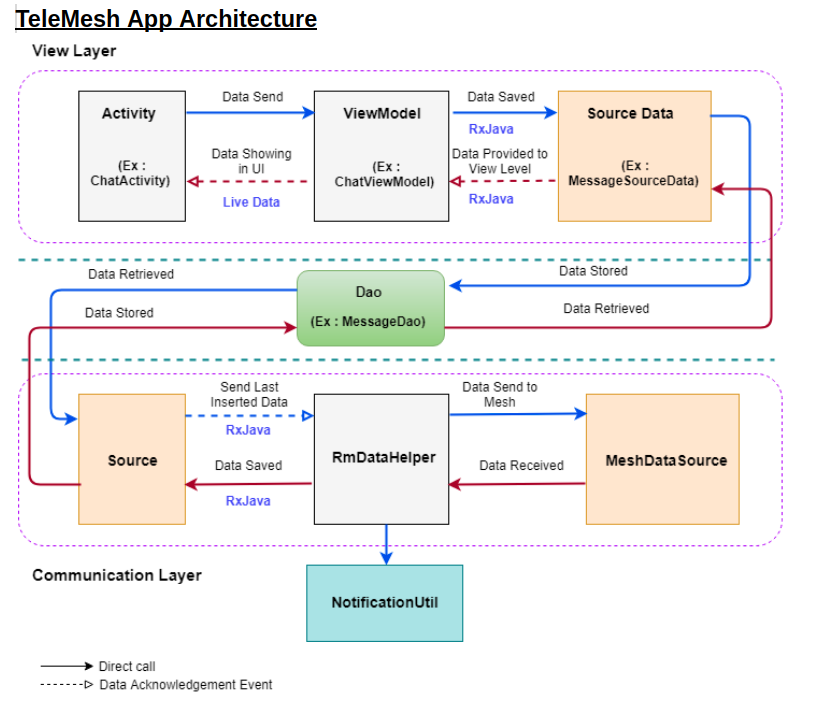 TeleMesh App Architecture
View Layer
Activity
(Ex :
ChatActivity)
Data Send
Data Showing
in UI
Live Data
ViewModel
(Ex :
ChatViewModel)
Data Saved
RxJava
Data Provided to
View Level
RxJava
Source Data
(Ex :
MessageSourceData)
Data Retrieved
Data Stored
Dao
(Ex : MessageDao)
Data Stored
Data Retrieved
Source
Send Last
Inserted Data
RxJava
Data Saved
RxJava
RmDataHelper
Data Send to
Mesh
Data Received
MeshDataSource
Communication Layer
NotificationUtil
Direct call
Data Acknowledgement Event